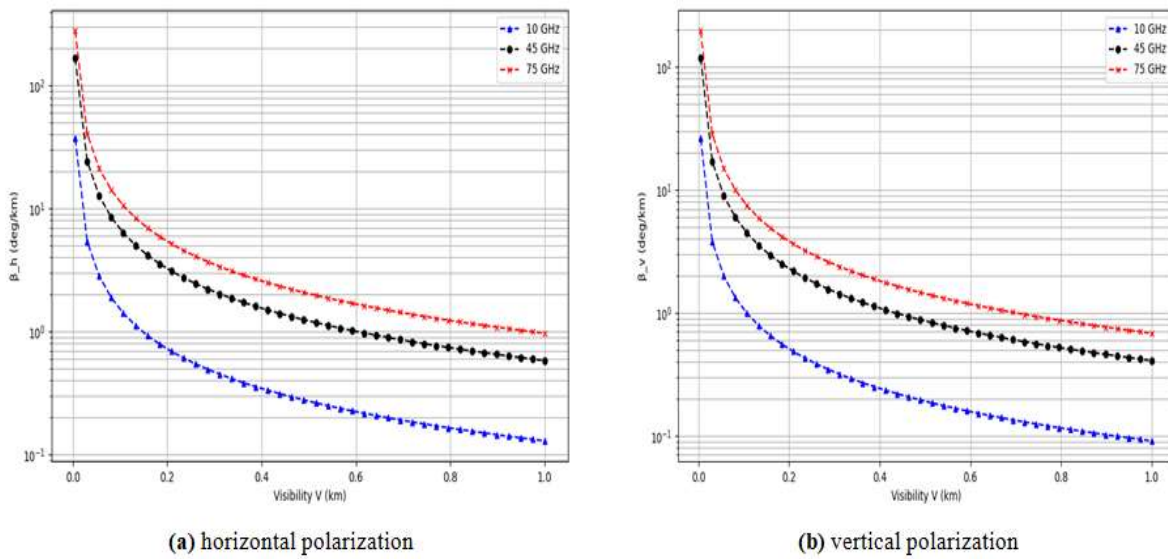 10 GHz
45 GHz
75 GHz
10²
10¹
10⁰
10⁻¹
β_h (deg/km)
0.0 0.2 0.4 0.6 0.8 1.0
Visibility V (km)
(a) horizontal polarization
10 GHz
45 GHz
75 GHz
10²
10¹
10⁰
10⁻¹
β_v (deg/km)
0.0 0.2 0.4 0.6 0.8 1.0
Visibility V (km)
(b) vertical polarization